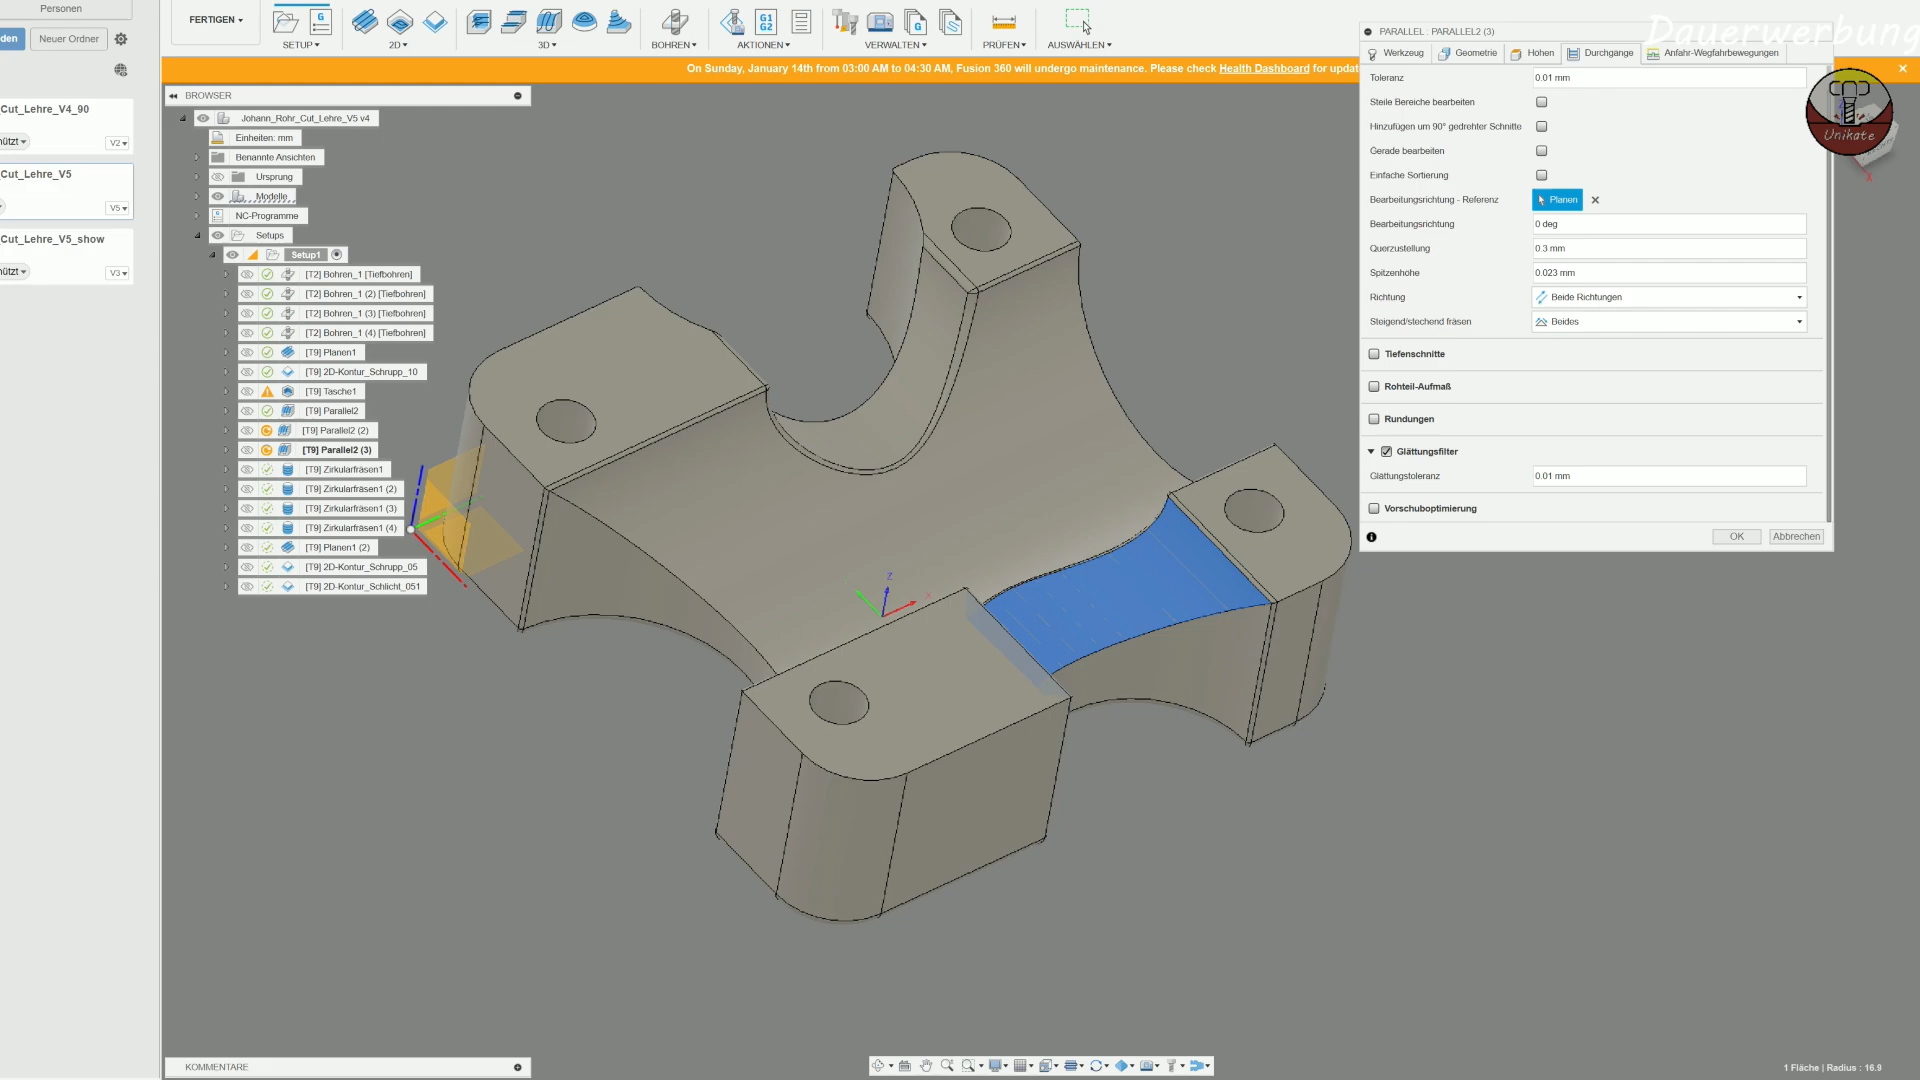 Personen
den
Neuer Ordner
Cut_Lehre_V4_90
V2
Cut_Lehre_V5
V5
Cut_Lehre_V5_show
V3
FERTIGEN
SETUP
2D
3D
BOHREN
AKTIONEN
VERWALTEN
PRÜFEN
AUSWÄHLEN
G1
G2
On Sunday, January 14th from 03:00 AM to 04:30 AM, Fusion 360 will undergo maintenance. Please check Health Dashboard for updat
BROWSER
Johann_Rohr_Cut_Lehre_V5 v4
Einheiten: mm
Benannte Ansichten
Ursprung
Modelle
NC-Programme
Setups
Setup1
[T2] Bohren_1 [Tiefbohren]
[T2] Bohren_1 (2) [Tiefbohren]
[T2] Bohren_1 (3) [Tiefbohren]
[T2] Bohren_1 (4) [Tiefbohren]
[T9] Planen1
[T9] 2D-Kontur_Schrupp_10
[T9] Tasche1
[T9] Parallel2
[T9] Parallel2 (2)
[T9] Parallel2 (3)
[T9] Zirkularfräsen1
[T9] Zirkularfräsen1 (2)
[T9] Zirkularfräsen1 (3)
[T9] Zirkularfräsen1 (4)
[T9] Planen1 (2)
[T9] 2D-Kontur_Schrupp_05
[T9] 2D-Kontur_Schlicht_051
Z
X
PARALLEL : PARALLEL2 (3)
Dauerwerbung
Werkzeug
Geometrie
Höhen
Durchgänge
Anfahr-Wegfahrbewegungen
Toleranz
0.01 mm
Steile Bereiche bearbeiten
Hinzufügen um 90° gedrehter Schnitte
Gerade bearbeiten
Einfache Sortierung
Bearbeitungsrichtung - Referenz
Planen
Bearbeitungsrichtung
0 deg
Querzustellung
0.3 mm
Spitzenhöhe
0.023 mm
Richtung
Beide Richtungen
Steigend/stechend fräsen
Beides
Tiefenschnitte
Rohteil-Aufmaß
Rundungen
Glättungsfilter
Glättungstoleranz
0.01 mm
Vorschuboptimierung
OK
Abbrechen
Unikate
X
KOMMENTARE
1 Fläche | Radius : 16.9